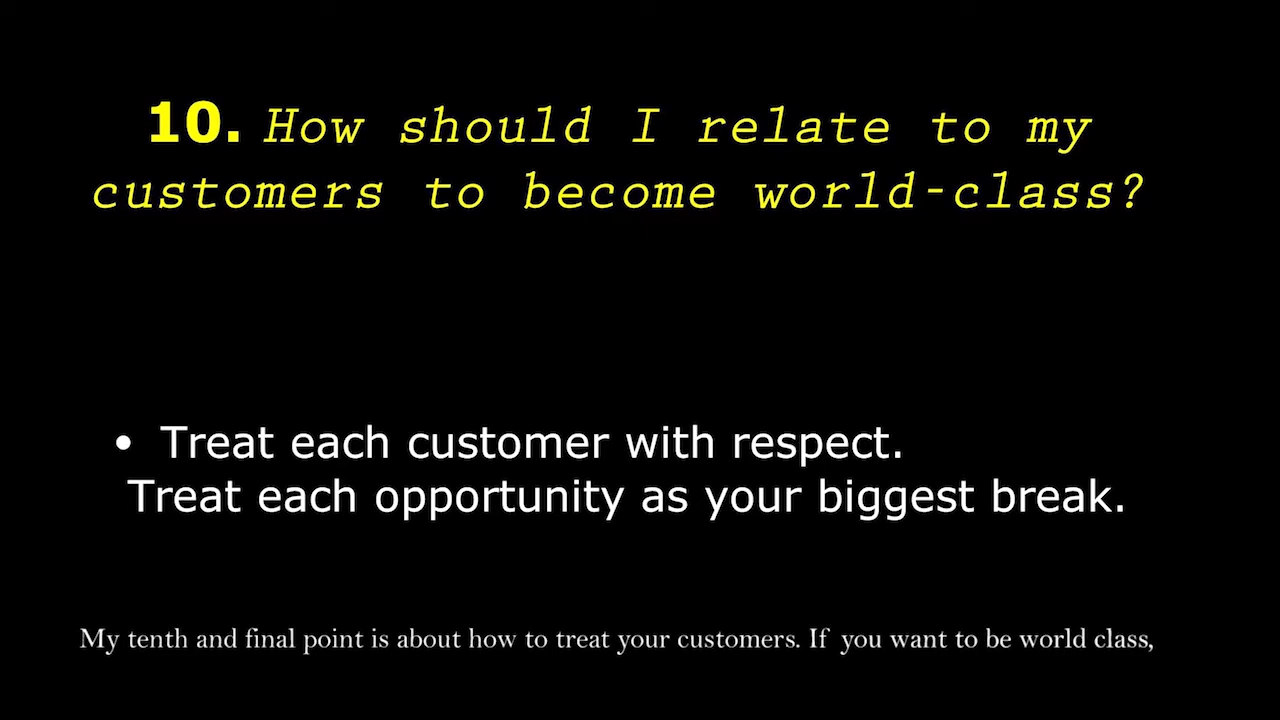 10. How should I relate to my
customers to become world-class?
• Treat each customer with respect.
Treat each opportunity as your biggest break.
My tenth and final point is about how to treat your customers. If you want to be world class,